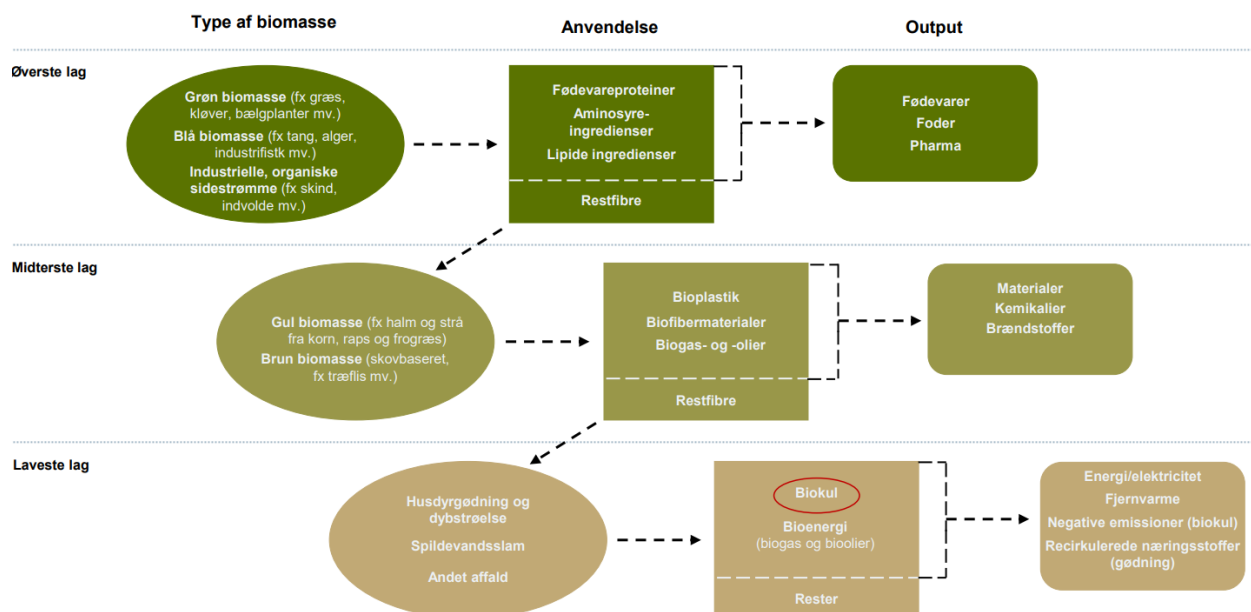 Type af biomasse
Anvendelse
Output
Øverste lag
Grøn biomasse (fx græs,
kløver, bælgplanter mv.)
Blå biomasse (fx tang, alger,
industrifistk mv.)
Industrielle, organiske
sidestrømme (fx skind,
indvolde mv.)
Fødevareproteiner
Aminosyre-
ingredienser
Lipide ingredienser
Restfibre
Fødevarer
Foder
Pharma
Midterste lag
Gul biomasse (fx halm og strå
fra korn, raps og frogræs)
Brun biomasse (skovbaseret,
fx træflis mv.)
Bioplastik
Biofibermaterialer
Biogas- og -olier
Restfibre
Materialer
Kemikalier
Brændstoffer
Laveste lag
Husdyrgødning og
dybstrøelse
Spildevandsslam
Andet affald
Biokul
Bioenergi
(biogas og bioolier)
Rester
Energi/elektricitet
Fjernvarme
Negative emissioner (biokul)
Recirkulerede næringsstoffer
(gødning)